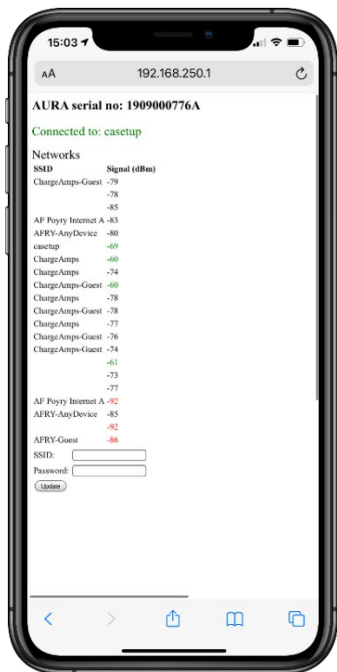 15:03
AA 192.168.250.1
AURA serial no: 1909000776A
Connected to: casetup
Networks
SSID Signal (dBm)
ChargeAmps-Guest -79
-78
-85
AF Poyry Internet A -83
AFRY-AnyDevice -80
casetup -69
ChargeAmps -60
ChargeAmps -74
ChargeAmps-Guest -60
ChargeAmps -78
ChargeAmps-Guest -78
ChargeAmps -77
ChargeAmps-Guest -76
ChargeAmps-Guest -74
-61
-73
-77
AF Poyry Internet A -92
AFRY-AnyDevice -85
-92
AFRY-Guest -86
SSID:
Password:
Update